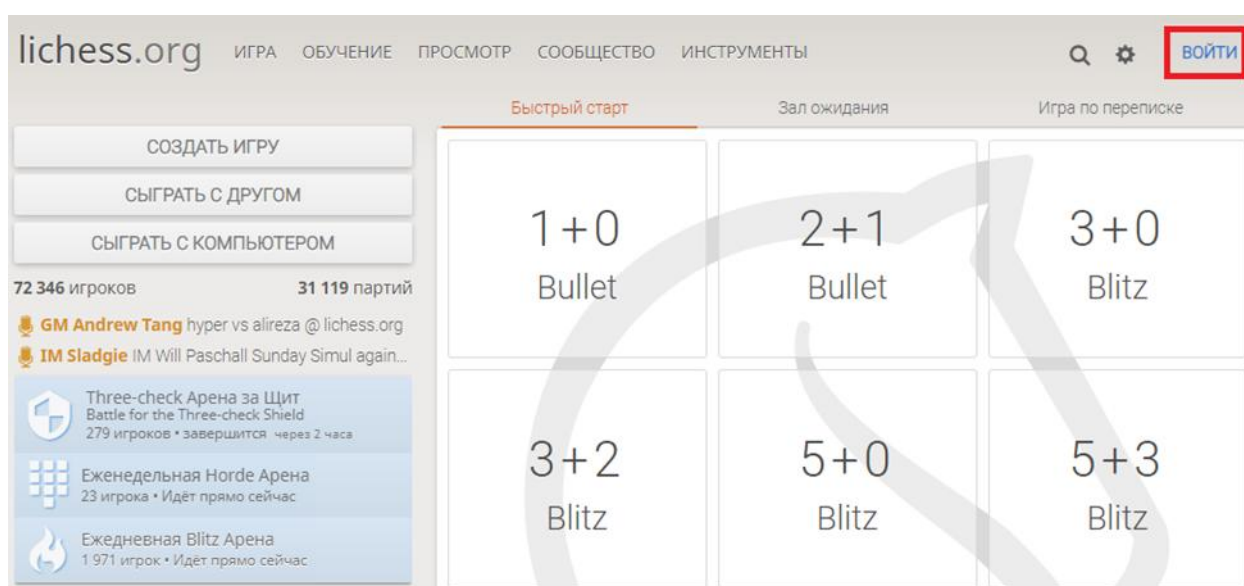 lichess.org ИГРА ОБУЧЕНИЕ ПРОСМОТР СООБЩЕСТВО ИНСТРУМЕНТЫ ВОЙТИ
Быстрый старт Зал ожидания Игра по переписке
СОЗДАТЬ ИГРУ
СЫГРАТЬ С ДРУГОМ
СЫГРАТЬ С КОМПЬЮТЕРОМ
72 346 игроков 31 119 партий
GM Andrew Tang hyper vs alireza @ lichess.org
IM Sladgie IM Will Paschall Sunday Simul again...
Three-check Арена за Щит
Battle for the Three-check Shield
279 игроков • завершится через 2 часа
Еженедельная Horde Арена
23 игрока • Идёт прямо сейчас
Ежедневная Blitz Арена
1 971 игрок • Идёт прямо сейчас
1+0 2+1 3+0
Bullet Bullet Blitz
3+2 5+0 5+3
Blitz Blitz Blitz